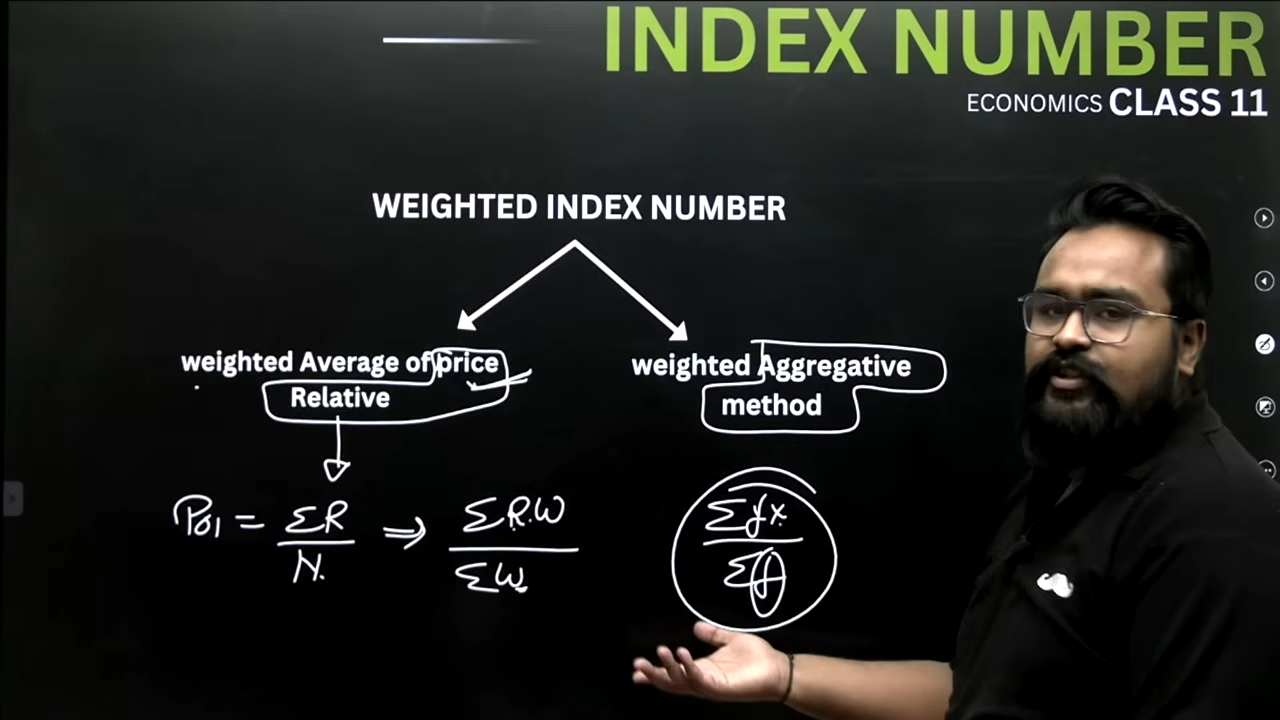 INDEX NUMBER
ECONOMICS CLASS 11
WEIGHTED INDEX NUMBER
weighted Average of price
Relative
weighted Aggregative
method
P01 = ΣR / N. ⇒ ΣR.W / ΣW
Σfx / Σf